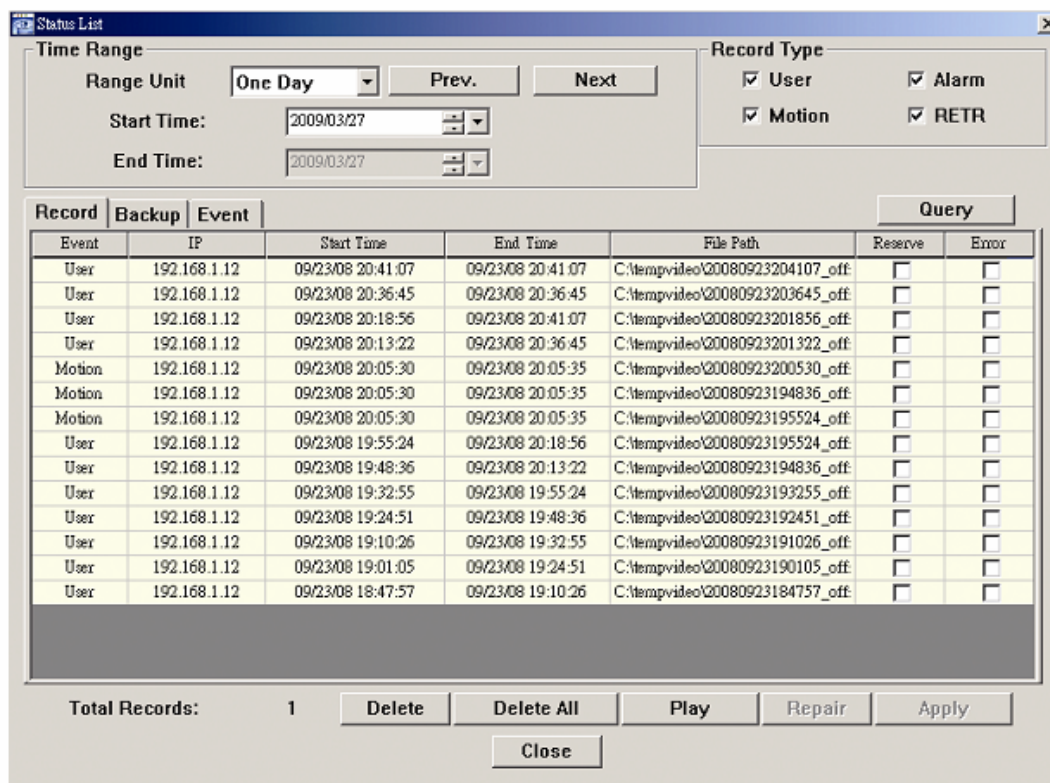 Status List
Time Range
Range Unit One Day Prev. Next
Start Time: 2009/03/27
End Time: 2009/03/27
Record Type
User Alarm
Motion RETR
Record Backup Event
Query
Event IP Start Time End Time File Path Reserve Error
User 192.168.1.12 09/23/08 20:41:07 09/23/08 20:41:07 C:\tempvideo\20080923204107_off:
User 192.168.1.12 09/23/08 20:36:45 09/23/08 20:36:45 C:\tempvideo\20080923203645_off:
User 192.168.1.12 09/23/08 20:18:56 09/23/08 20:41:07 C:\tempvideo\20080923201856_off:
User 192.168.1.12 09/23/08 20:13:22 09/23/08 20:36:45 C:\tempvideo\20080923201322_off:
Motion 192.168.1.12 09/23/08 20:05:30 09/23/08 20:05:35 C:\tempvideo\20080923200530_off:
Motion 192.168.1.12 09/23/08 20:05:30 09/23/08 20:05:35 C:\tempvideo\20080923194836_off:
Motion 192.168.1.12 09/23/08 20:05:30 09/23/08 20:05:35 C:\tempvideo\20080923195524_off:
User 192.168.1.12 09/23/08 19:55:24 09/23/08 20:18:56 C:\tempvideo\20080923195524_off:
User 192.168.1.12 09/23/08 19:48:36 09/23/08 20:13:22 C:\tempvideo\20080923194836_off:
User 192.168.1.12 09/23/08 19:32:55 09/23/08 19:55:24 C:\tempvideo\20080923193255_off:
User 192.168.1.12 09/23/08 19:24:51 09/23/08 19:48:36 C:\tempvideo\20080923192451_off:
User 192.168.1.12 09/23/08 19:10:26 09/23/08 19:32:55 C:\tempvideo\20080923191026_off:
User 192.168.1.12 09/23/08 19:01:05 09/23/08 19:24:51 C:\tempvideo\20080923190105_off:
User 192.168.1.12 09/23/08 18:47:57 09/23/08 19:10:26 C:\tempvideo\20080923184757_off:
Total Records: 1 Delete Delete All Play Repair Apply
Close